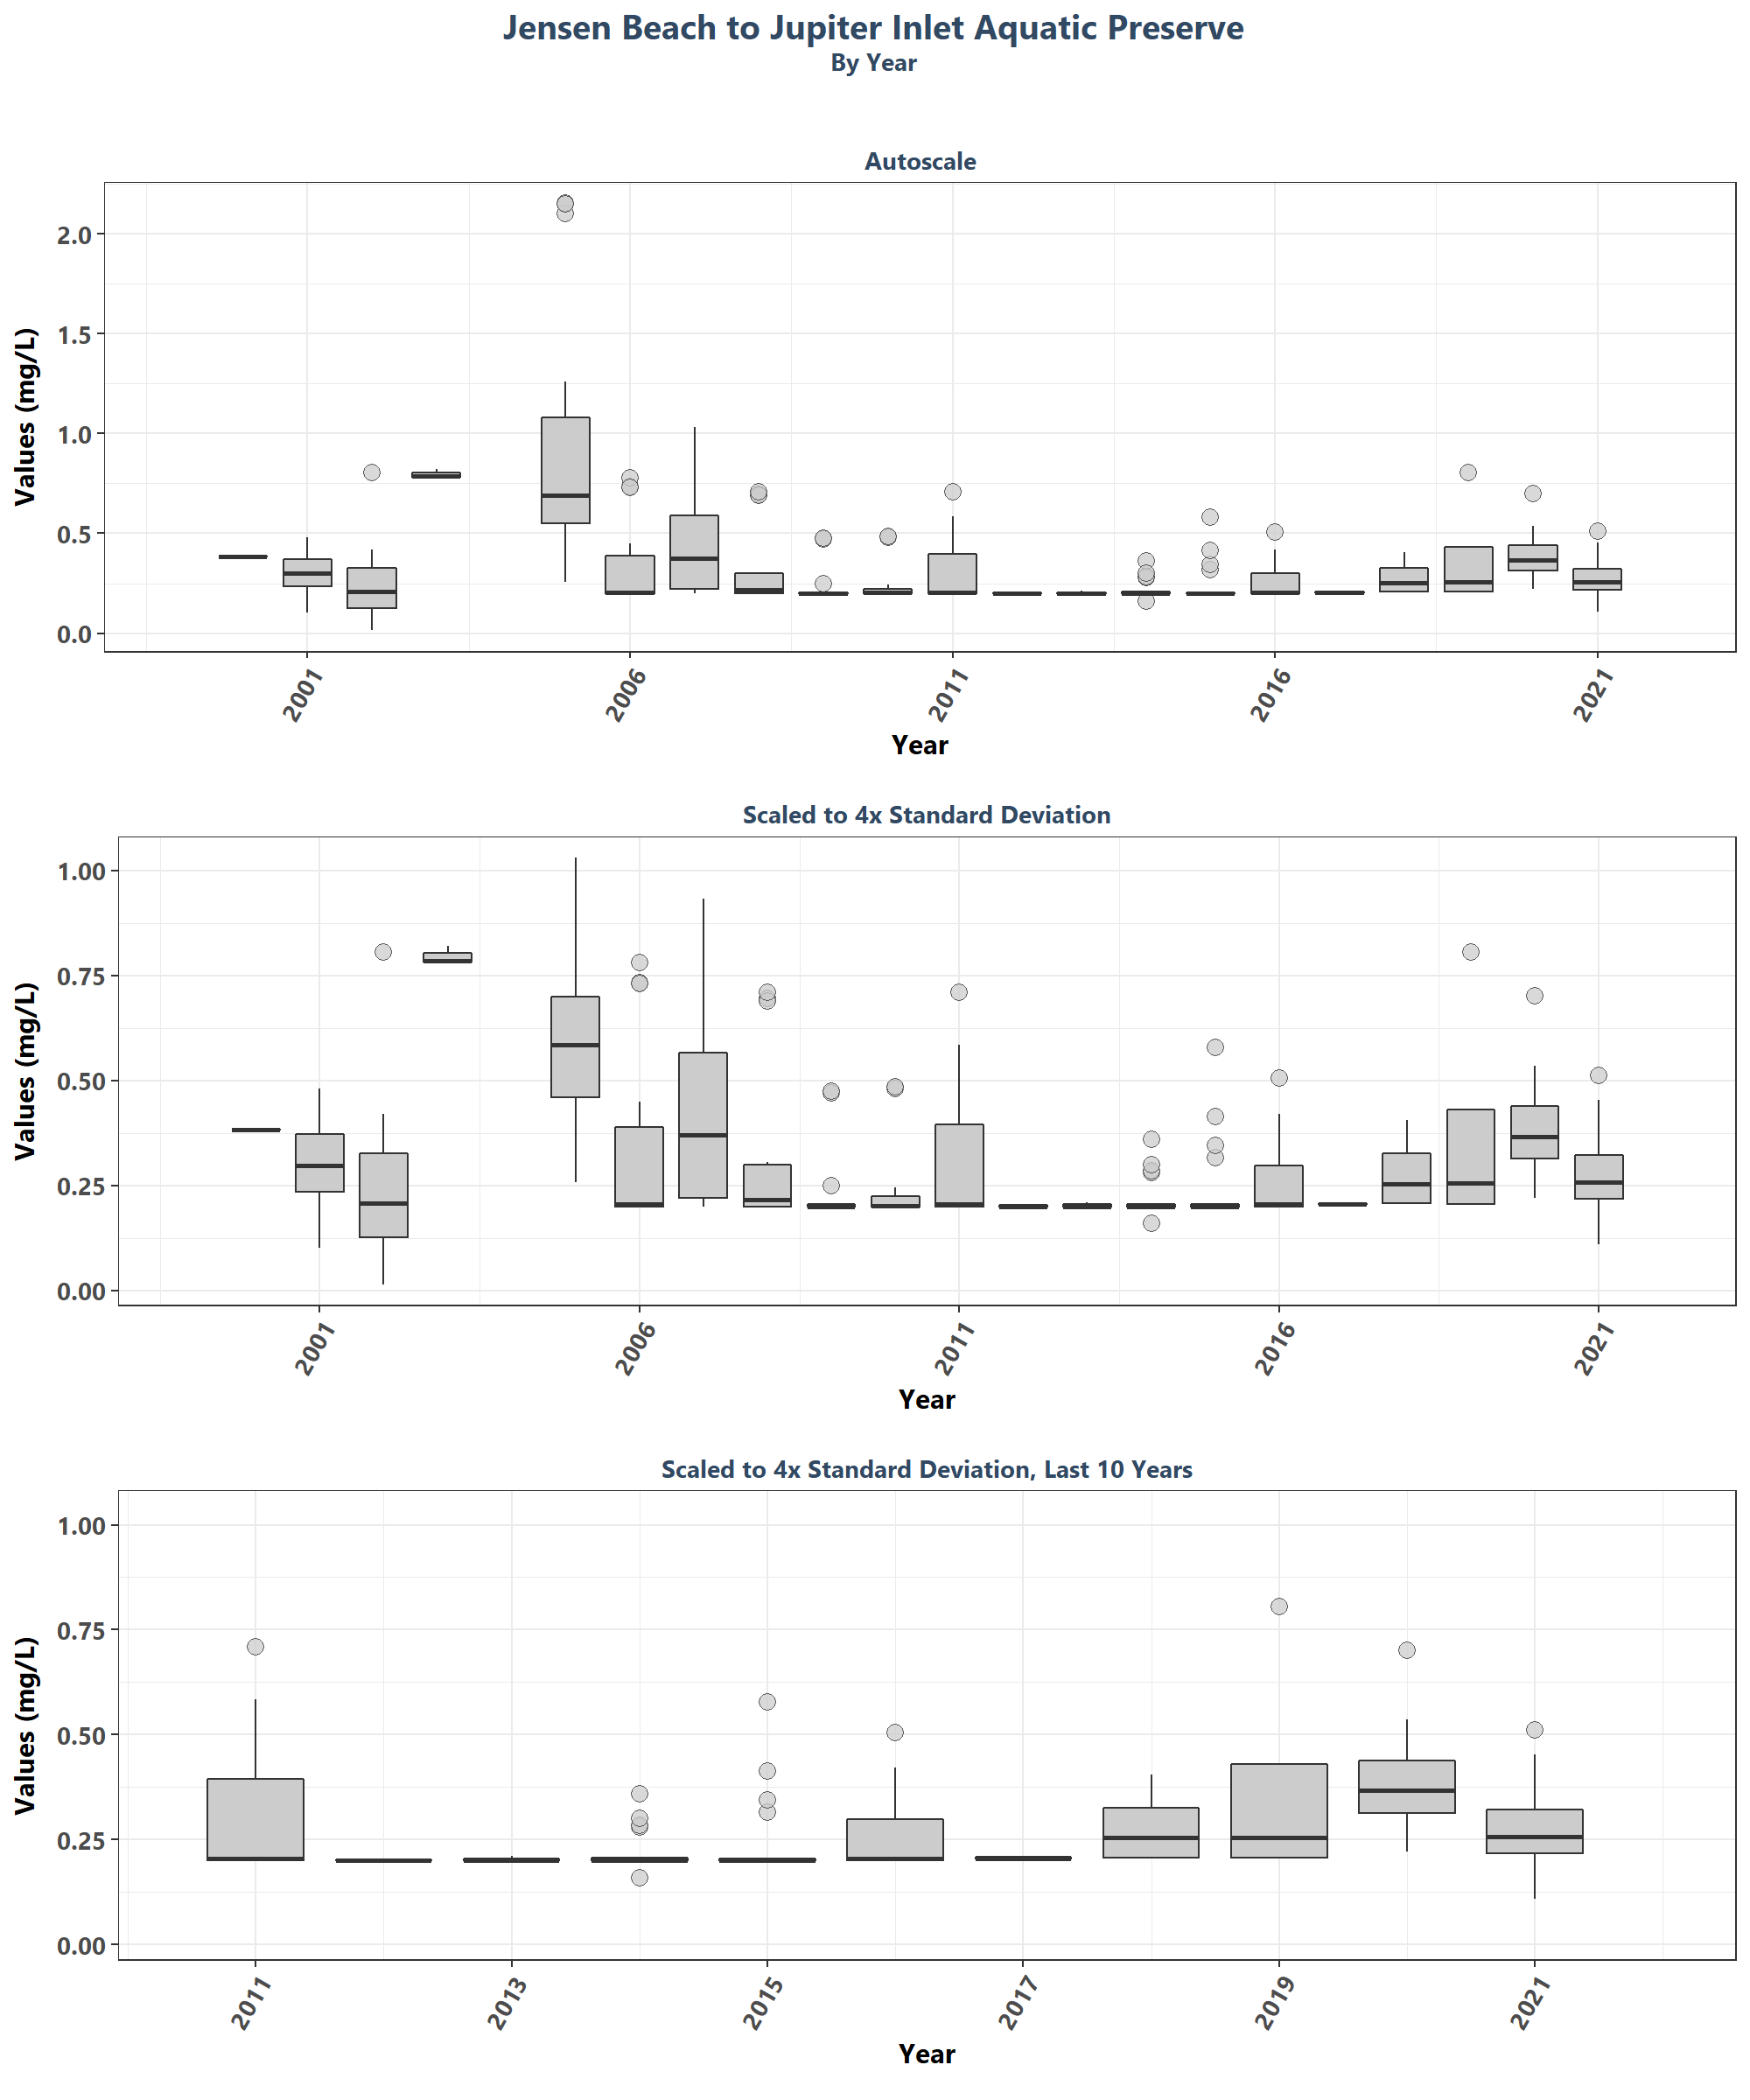 Jensen Beach to Jupiter Inlet Aquatic Preserve
By Year
Autoscale
Values (mg/L)
2.0
1.5
1.0
0.5
0.0
2001 2006 2011 2016 2021
Year
Scaled to 4x Standard Deviation
Values (mg/L)
1.00
0.75
0.50
0.25
0.00
2001 2006 2011 2016 2021
Year
Scaled to 4x Standard Deviation, Last 10 Years
Values (mg/L)
1.00
0.75
0.50
0.25
0.00
2011 2013 2015 2017 2019 2021
Year